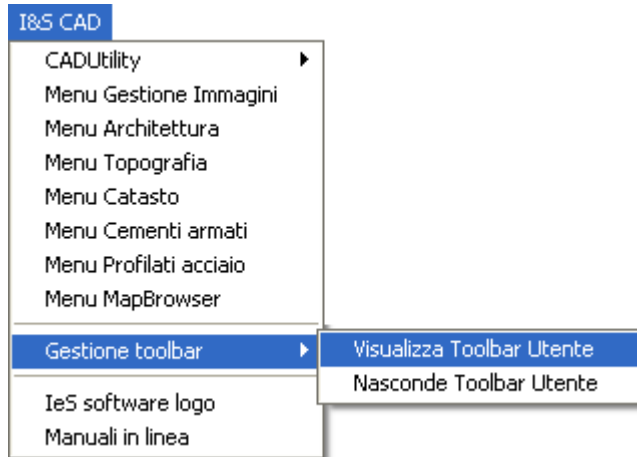 I&S CAD
CADUtility
Menu Gestione Immagini
Menu Architettura
Menu Topografia
Menu Catasto
Menu Cementi armati
Menu Profilati acciaio
Menu MapBrowser
Gestione toolbar
Visualizza Toolbar Utente
Nasconde Toolbar Utente
IeS software logo
Manuali in linea